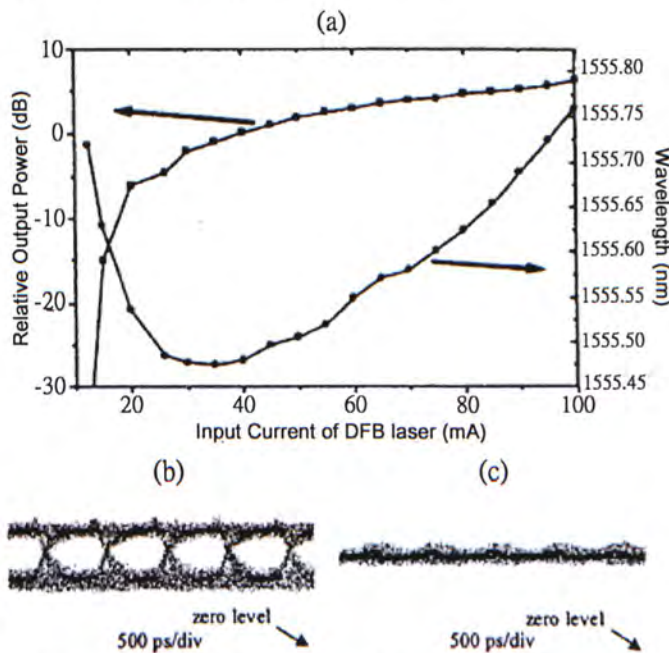 (a)
10
0
-10
-20
-30
Relative Output Power (dB)
1555.80
1555.76
1555.70
1555.65
1555.60
1555.55
1555.50
1555.45
Wavelength (nm)
20 40 60 80 100
Input Current of DFB laser (mA)
(b) (c)
zero level zero level
500 ps/div 500 ps/div